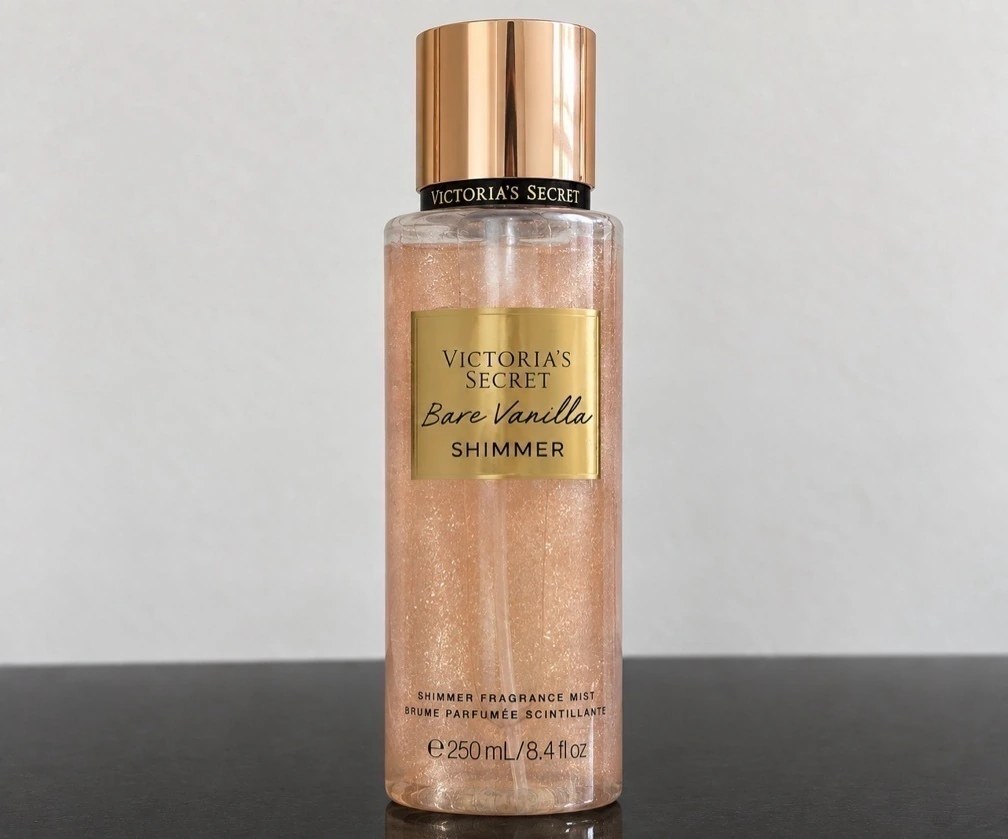 VICTORIA'S SECRET
VICTORIA'S
SECRET
Bare Vanilla
SHIMMER
SHIMMER FRAGRANCE MIST
BRUME PARFUMÉE SCINTILLANTE
℮ 250 mL/8.4 fl oz